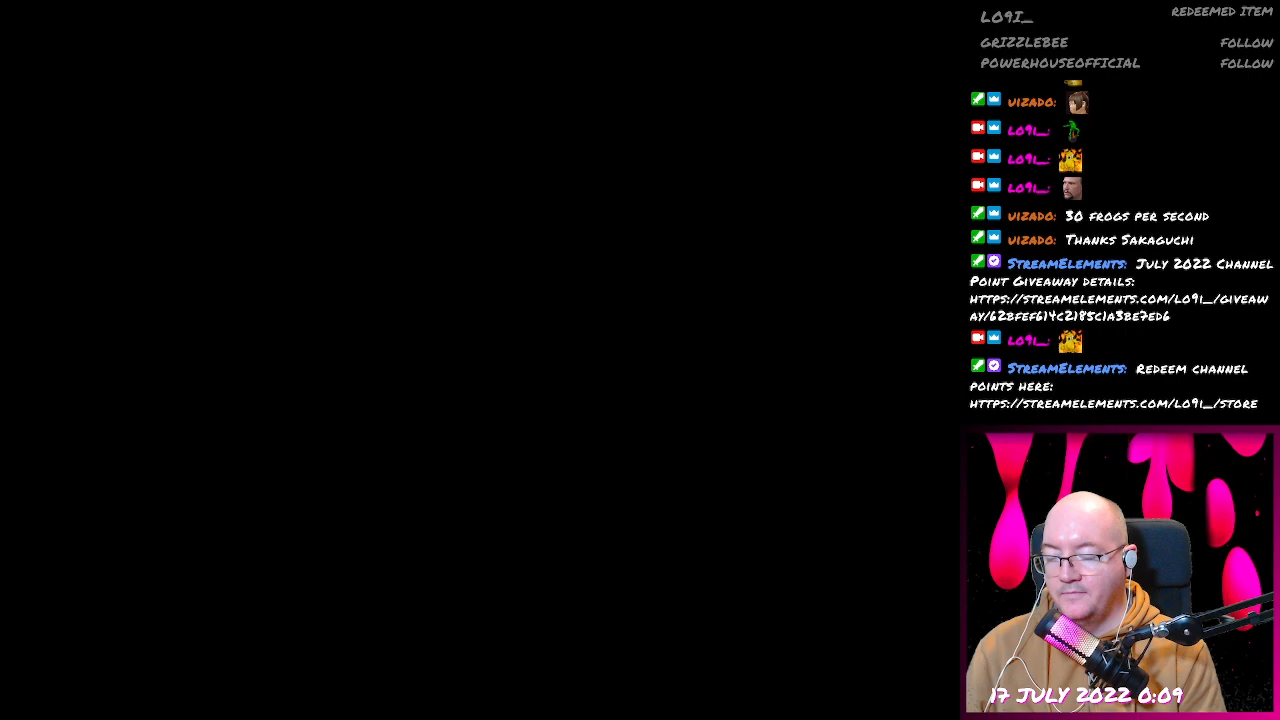 LO9I_ REDEEMED ITEM
GRIZZLEBEE FOLLOW
POWERHOUSEOFFICIAL FOLLOW
VIZADO:
LO9I_:
LO9I_:
LO9I_:
VIZADO: 30 FROGS PER SECOND
VIZADO: THANKS SAKAGUCHI
STREAMELEMENTS: JULY 2022 CHANNEL
POINT GIVEAWAY DETAILS:
HTTPS://STREAMELEMENTS.COM/LO9I_/GIVEAW
AY/62BFEF614C2185C1A3BE7ED6
LO9I_:
STREAMELEMENTS: REDEEM CHANNEL
POINTS HERE:
HTTPS://STREAMELEMENTS.COM/LO9I_/STORE
17 JULY 2022 0:09